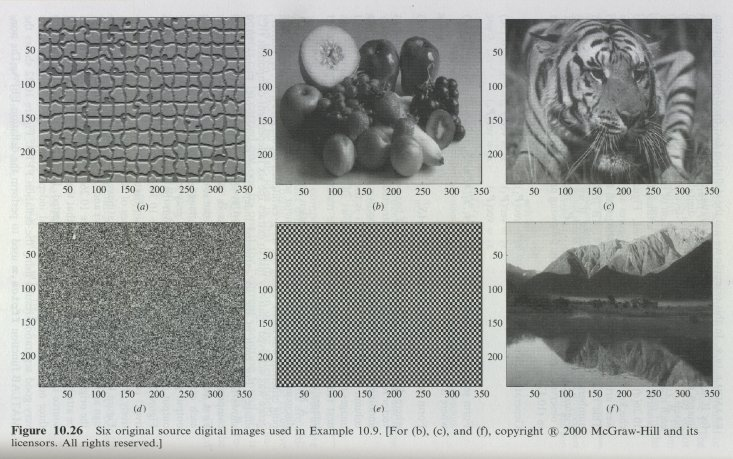 50
100
150
200
50 100 150 200 250 300 350
(a)
50
100
150
200
50 100 150 200 250 300 350
(b)
50
100
150
200
50 100 150 200 250 300 350
(c)
50
100
150
200
50 100 150 200 250 300 350
(d)
50
100
150
200
50 100 150 200 250 300 350
(e)
50
100
150
200
50 100 150 200 250 300 350
(f)
Figure 10.26 Six original source digital images used in Example 10.9. [For (b), (c), and (f), copyright ® 2000 McGraw-Hill and its
licensors. All rights reserved.]